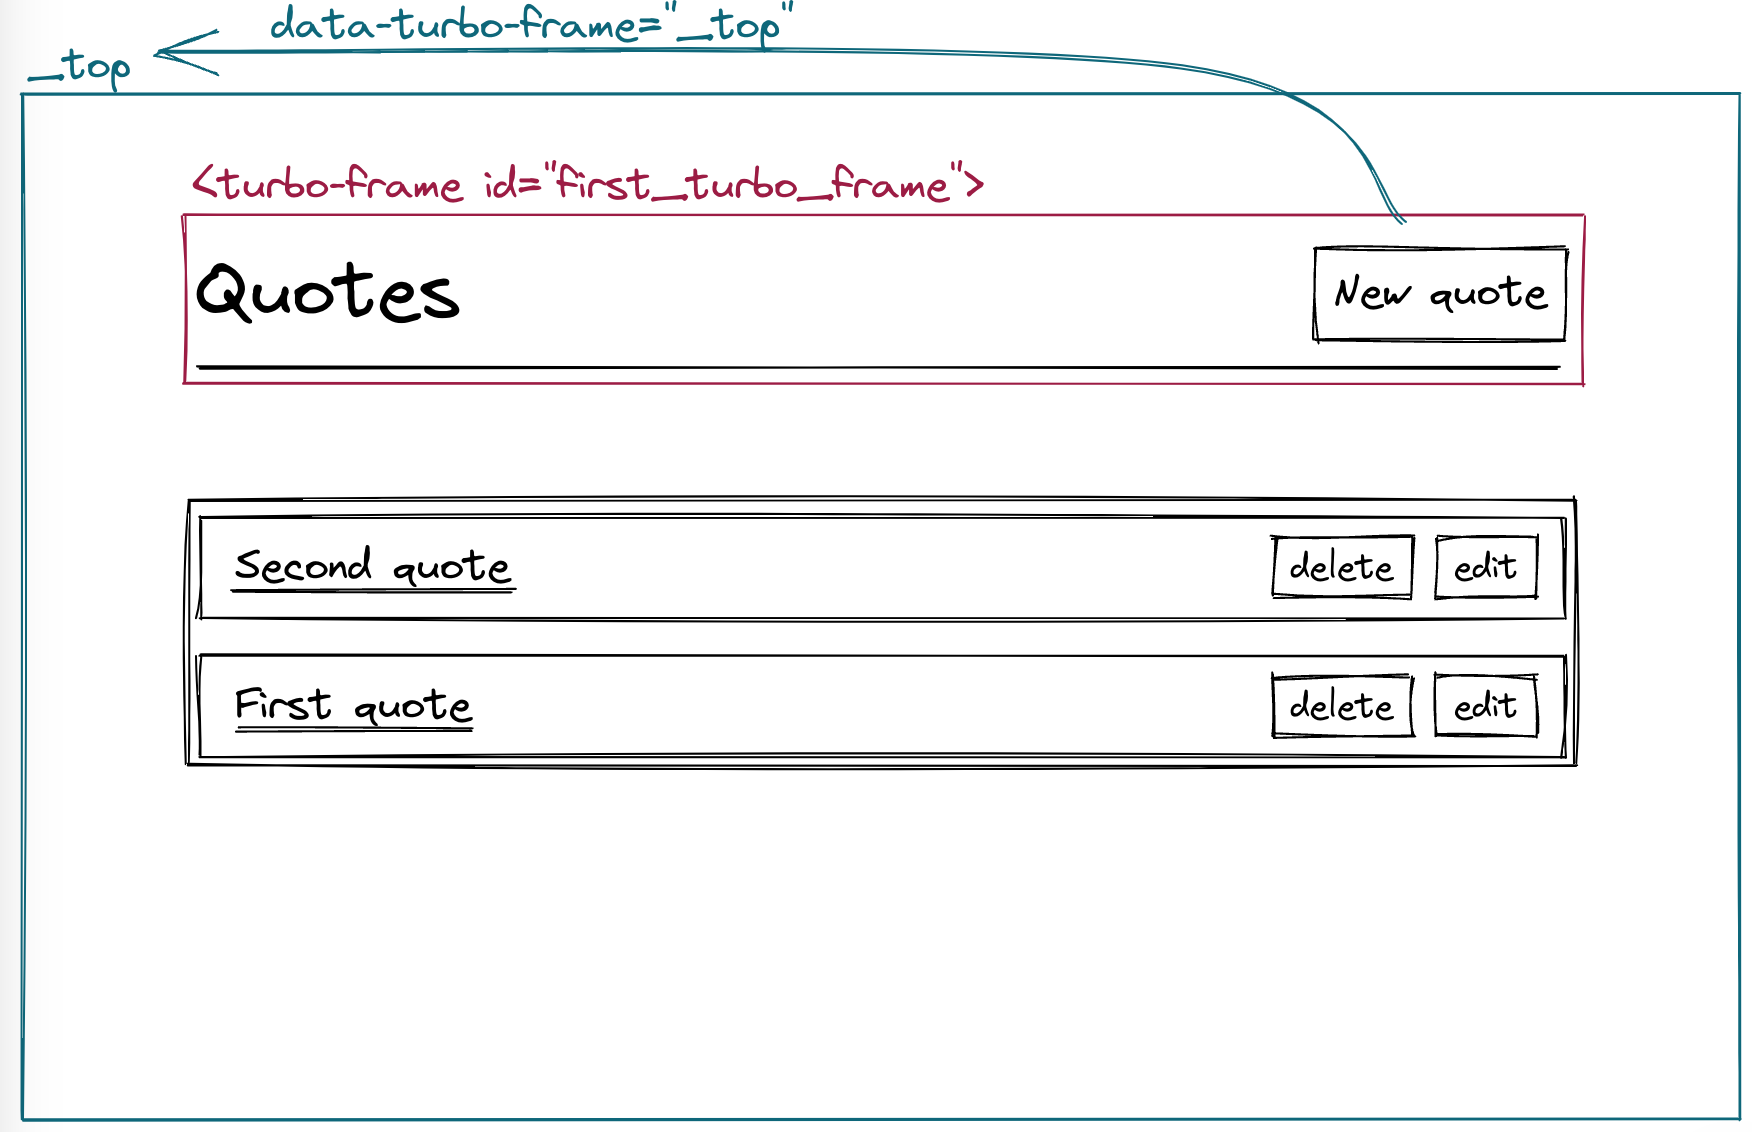 data-turbo-frame="_top"
_top
<turbo-frame id="first_turbo_frame">
Quotes
New quote
Second quote
delete
edit
First quote
delete
edit